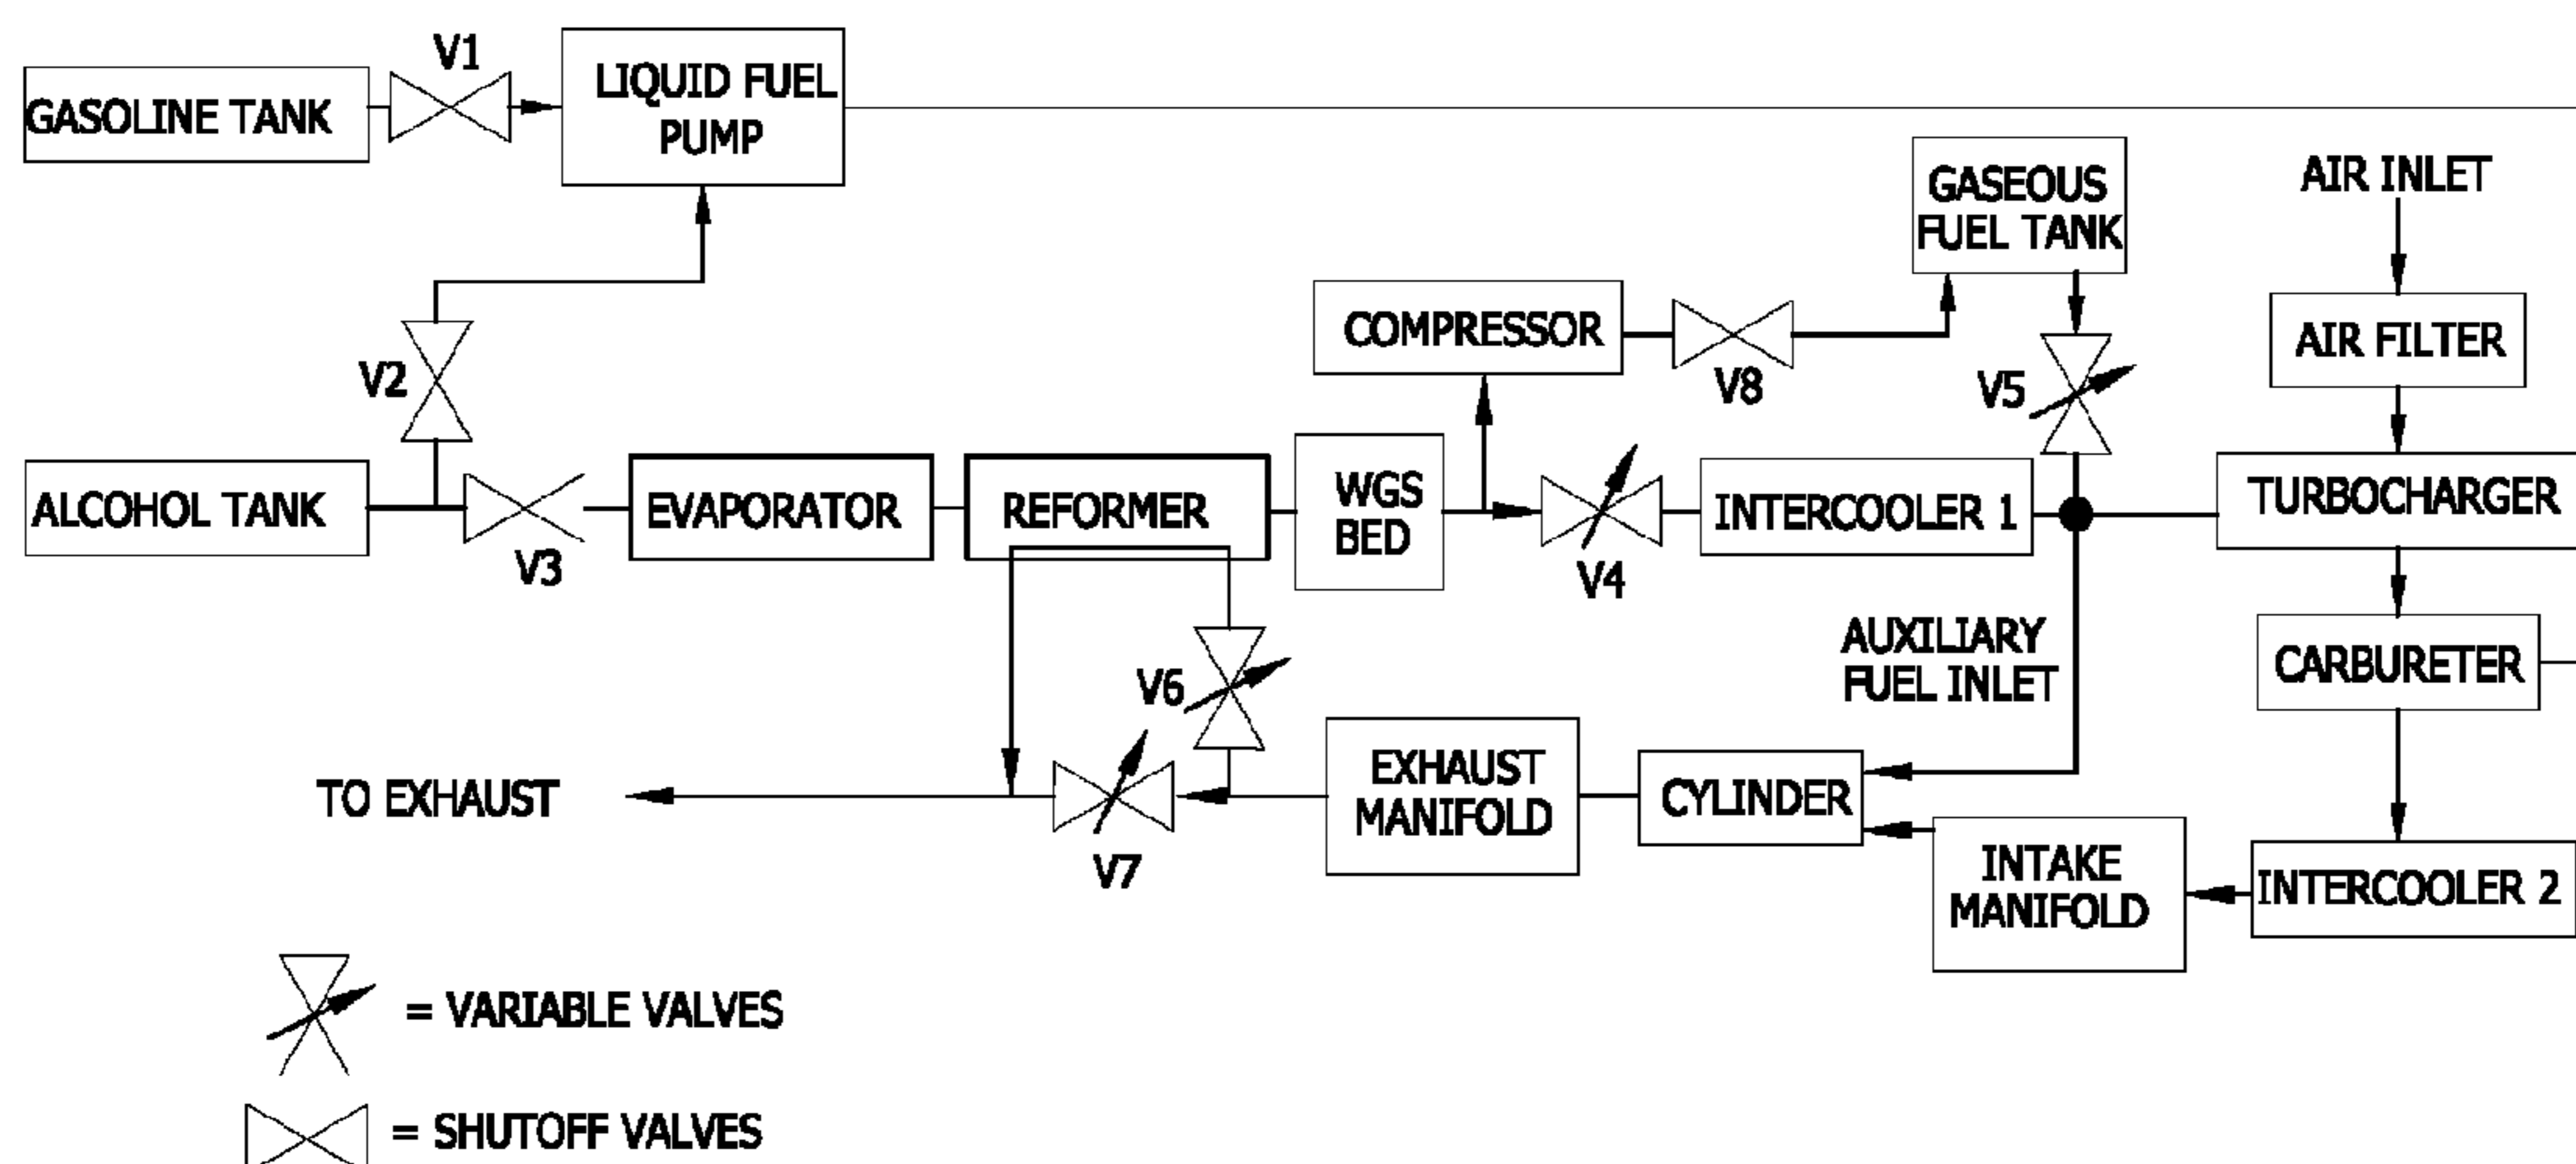 V1
GASOLINE TANK
LIQUID FUEL
PUMP
GASEOUS
FUEL TANK
AIR INLET
COMPRESSOR
V8
V5
AIR FILTER
V2
ALCOHOL TANK
V3
EVAPORATOR
REFORMER
WGS
BED
V4
INTERCOOLER 1
TURBOCHARGER
AUXILIARY
FUEL INLET
CARBURETER
V6
TO EXHAUST
V7
EXHAUST
MANIFOLD
CYLINDER
INTAKE
MANIFOLD
INTERCOOLER 2
= VARIABLE VALVES
= SHUTOFF VALVES